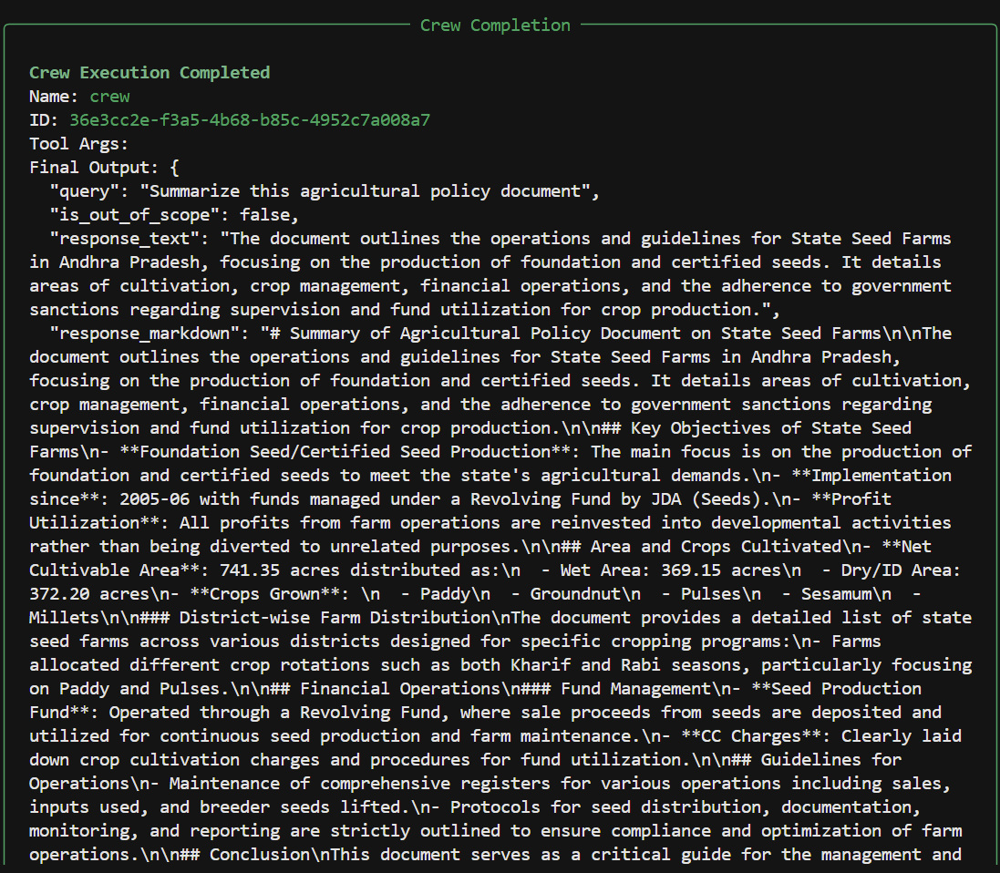 Crew Completion
Crew Execution Completed
Name: crew
ID: 36e3cc2e-f3a5-4b68-b85c-4952c7a008a7
Tool Args:
Final Output: {
  "query": "Summarize this agricultural policy document",
  "is_out_of_scope": false,
  "response_text": "The document outlines the operations and guidelines for State Seed Farms
in Andhra Pradesh, focusing on the production of foundation and certified seeds. It details
areas of cultivation, crop management, financial operations, and the adherence to government
sanctions regarding supervision and fund utilization for crop production.",
  "response_markdown": "# Summary of Agricultural Policy Document on State Seed Farms\n\nThe
document outlines the operations and guidelines for State Seed Farms in Andhra Pradesh,
focusing on the production of foundation and certified seeds. It details areas of cultivation,
crop management, financial operations, and the adherence to government sanctions regarding
supervision and fund utilization for crop production.\n\n## Key Objectives of State Seed
Farms\n- **Foundation Seed/Certified Seed Production**: The main focus is on the production of
foundation and certified seeds to meet the state's agricultural demands.\n- **Implementation
since**: 2005-06 with funds managed under a Revolving Fund by JDA (Seeds).\n- **Profit
Utilization**: All profits from farm operations are reinvested into developmental activities
rather than being diverted to unrelated purposes.\n\n## Area and Crops Cultivated\n- **Net
Cultivable Area**: 741.35 acres distributed as:\n  - Wet Area: 369.15 acres\n  - Dry/ID Area:
372.20 acres\n- **Crops Grown**: \n  - Paddy\n  - Groundnut\n  - Pulses\n  - Sesamum\n  -
Millets\n\n### District-wise Farm Distribution\nThe document provides a detailed list of state
seed farms across various districts designed for specific cropping programs:\n- Farms
allocated different crop rotations such as both Kharif and Rabi seasons, particularly focusing
on Paddy and Pulses.\n\n## Financial Operations\n### Fund Management\n- **Seed Production
Fund**: Operated through a Revolving Fund, where sale proceeds from seeds are deposited and
utilized for continuous seed production and farm maintenance.\n- **CC Charges**: Clearly laid
down crop cultivation charges and procedures for fund utilization.\n\n## Guidelines for
Operations\n- Maintenance of comprehensive registers for various operations including sales,
inputs used, and breeder seeds lifted.\n- Protocols for seed distribution, documentation,
monitoring, and reporting are strictly outlined to ensure compliance and optimization of farm
operations.\n\n## Conclusion\nThis document serves as a critical guide for the management and